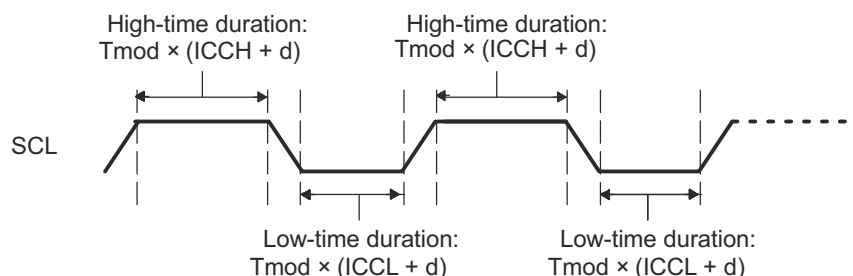 High-time duration:
Tmod × (ICCH + d)
High-time duration:
Tmod × (ICCH + d)
SCL
Low-time duration:
Tmod × (ICCL + d)
Low-time duration:
Tmod × (ICCL + d)